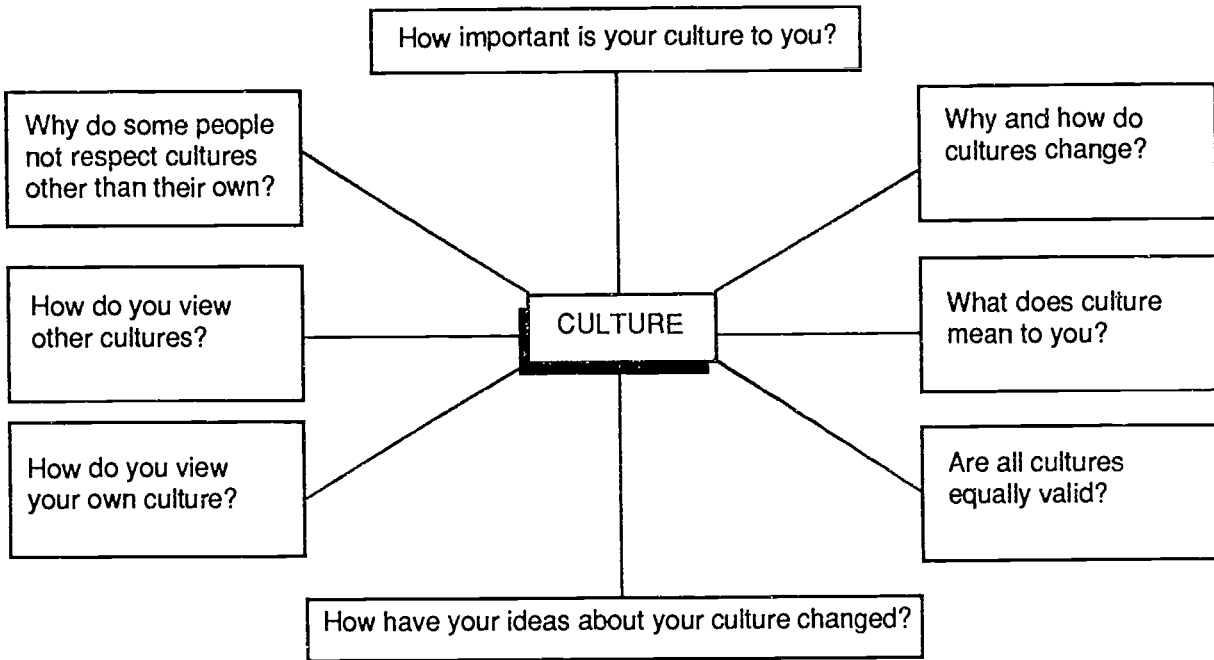 How important is your culture to you?
Why do some people
not respect cultures
other than their own?
Why and how do
cultures change?
How do you view
other cultures?
CULTURE
What does culture
mean to you?
How do you view
your own culture?
Are all cultures
equally valid?
How have your ideas about your culture changed?